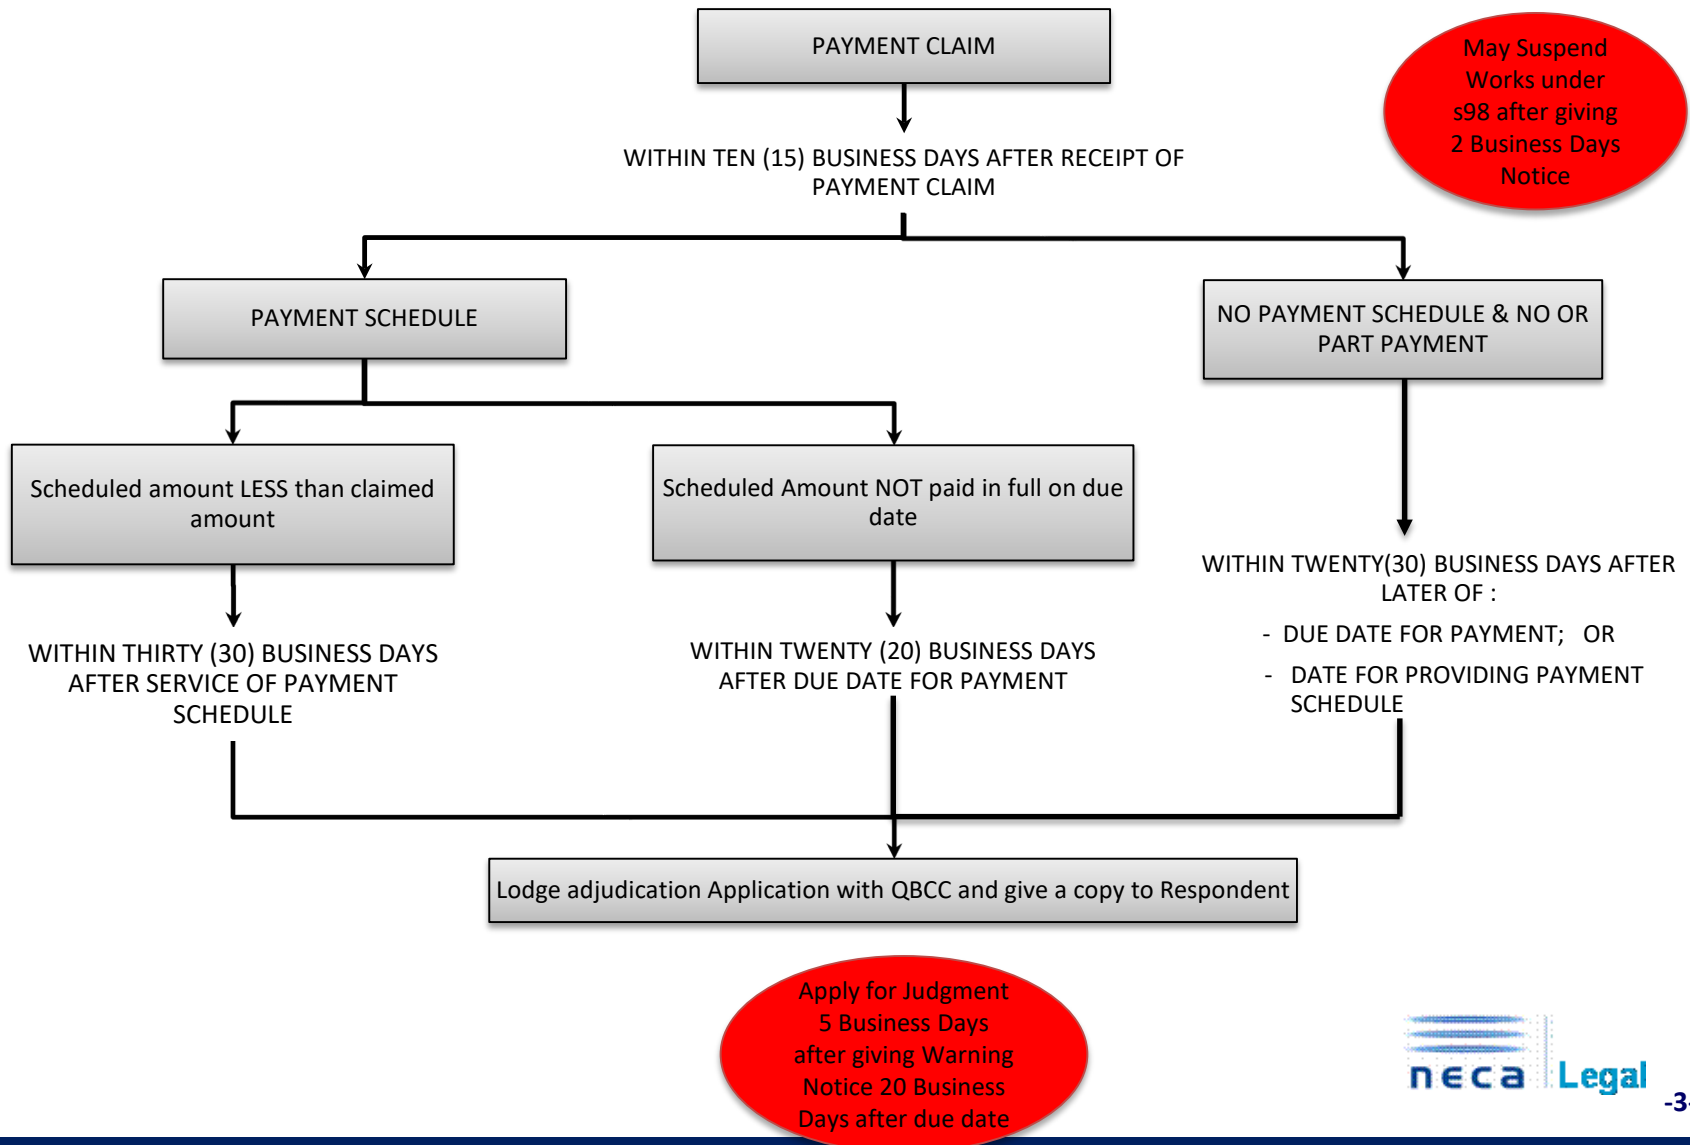 PAYMENT CLAIM
May Suspend
Works under
s98 after giving
2 Business Days
Notice
WITHIN TEN (15) BUSINESS DAYS AFTER RECEIPT OF
PAYMENT CLAIM
PAYMENT SCHEDULE
NO PAYMENT SCHEDULE & NO OR
PART PAYMENT
Scheduled amount LESS than claimed
amount
Scheduled Amount NOT paid in full on due
date
WITHIN THIRTY (30) BUSINESS DAYS
AFTER SERVICE OF PAYMENT
SCHEDULE
WITHIN TWENTY (20) BUSINESS DAYS
AFTER DUE DATE FOR PAYMENT
WITHIN TWENTY(30) BUSINESS DAYS AFTER
LATER OF :
- DUE DATE FOR PAYMENT; OR
- DATE FOR PROVIDING PAYMENT
SCHEDULE
Lodge adjudication Application with QBCC and give a copy to Respondent
Apply for Judgment
5 Business Days
after giving Warning
Notice 20 Business
Days after due date
neca Legal
-3-